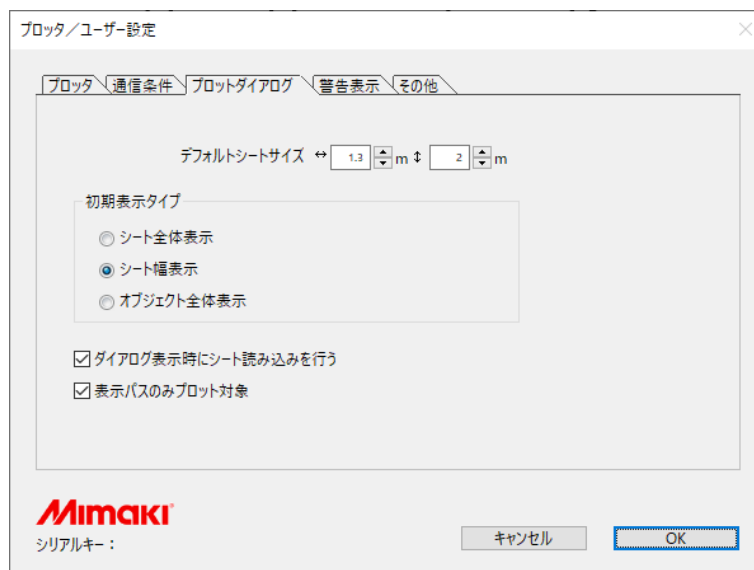 プロッタ／ユーザー設定
プロッタ 通信条件 プロットダイアログ 警告表示 その他
デフォルトシートサイズ ↔ 1.3 m ↕ 2 m
初期表示タイプ
シート全体表示
シート幅表示
オブジェクト全体表示
ダイアログ表示時にシート読み込みを行う
表示パスのみプロット対象
Mimaki
シリアルキー：
キャンセル OK